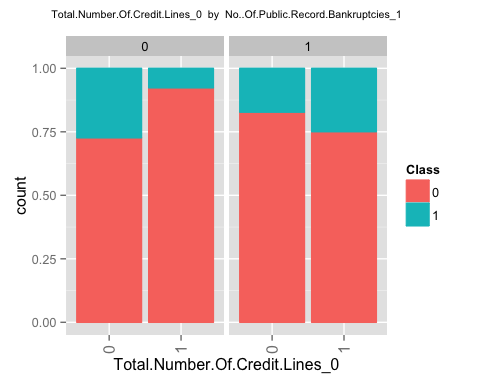 Total.Number.Of.Credit.Lines_0 by No..Of.Public.Record.Bankruptcies_1
0 1
1.00
0.75
0.50
0.25
0.00
count
0 1 0 1
Total.Number.Of.Credit.Lines_0
Class
0
1